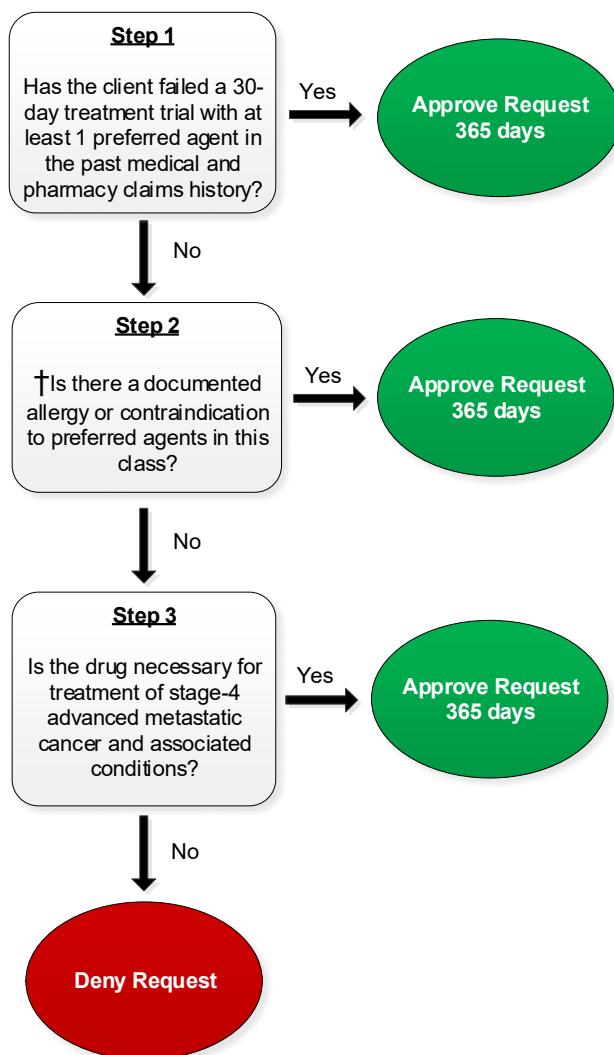 Step 1
Has the client failed a 30-
day treatment trial with at
least 1 preferred agent in
the past medical and
pharmacy claims history?
Yes
Approve Request
365 days
No
Step 2
†Is there a documented
allergy or contraindication
to preferred agents in this
class?
Yes
Approve Request
365 days
No
Step 3
Is the drug necessary for
treatment of stage-4
advanced metastatic
cancer and associated
conditions?
Yes
Approve Request
365 days
No
Deny Request